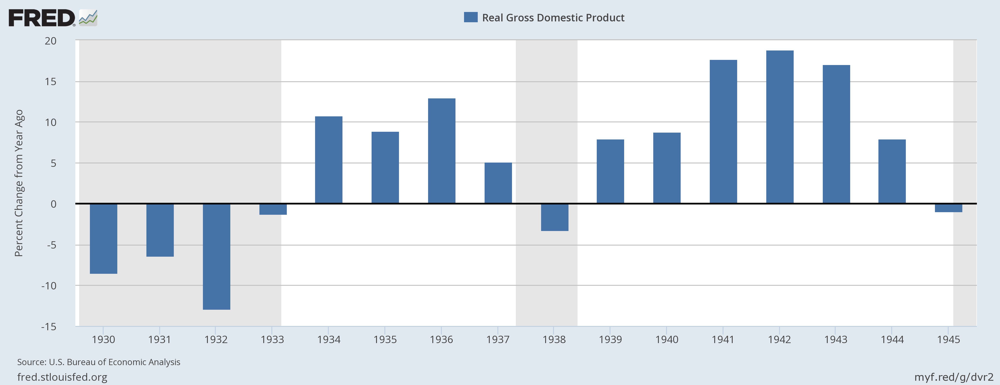 FRED®
Real Gross Domestic Product
20
15
10
5
0
-5
-10
-15
Percent Change from Year Ago
1930 1931 1932 1933 1934 1935 1936 1937 1938 1939 1940 1941 1942 1943 1944 1945
Source: U.S. Bureau of Economic Analysis
fred.stlouisfed.org
myf.red/g/dvr2